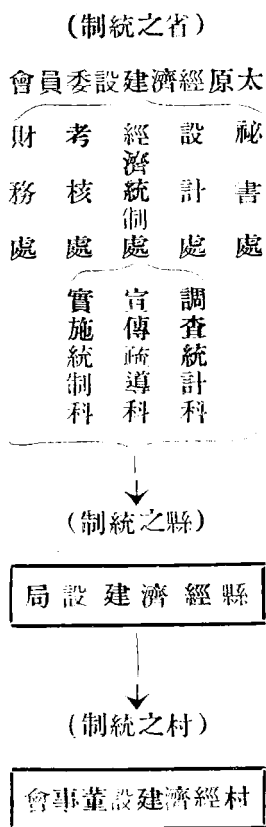 (省之統制)
太原經濟建設委員會
秘書處
設計處
經濟統制處
考核處
財務處
調查統計科
宣傳疏導科
實施統制科
(縣之統制)
縣經濟建設局
(村之統制)
村經濟建設董事會